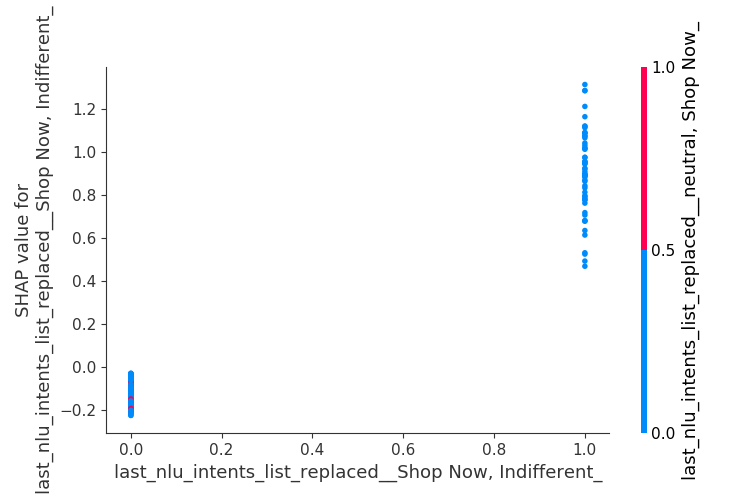 SHAP value for
last_nlu_intents_list_replaced__Shop Now, Indifferent_
1.2
1.0
0.8
0.6
0.4
0.2
0.0
−0.2
0.0 0.2 0.4 0.6 0.8 1.0
last_nlu_intents_list_replaced__Shop Now, Indifferent_
1.0
0.5
0.0
last_nlu_intents_list_replaced__neutral, Shop Now_